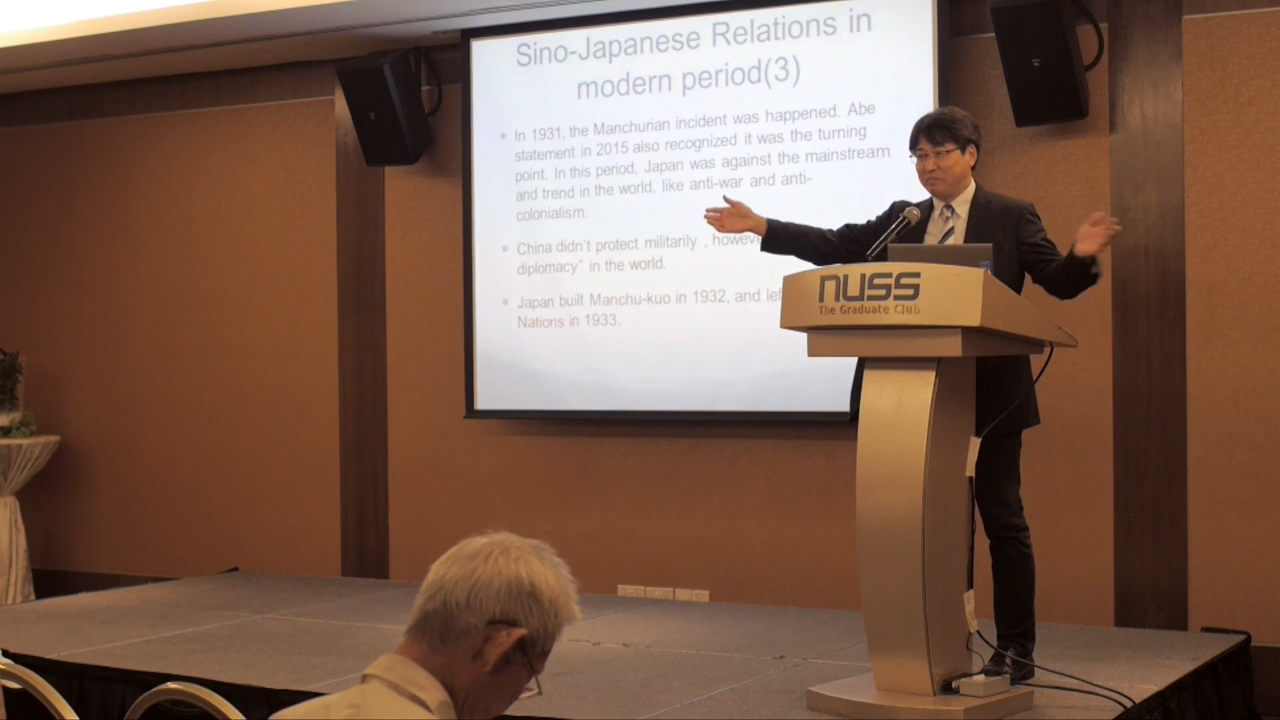 Sino-Japanese Relations in
modern period(3)
In 1931, the Manchurian incident was happened. Abe
statement in 2015 also recognized it was the turning
point. In this period, Japan was against the mainstream
and trend in the world, like anti-war and anti-
colonialism.
China didn't protect militarily , howev
diplomacy" in the world.
Japan built Manchu-kuo in 1932, and lef
Nations in 1933.
nuss
The Graduate Club